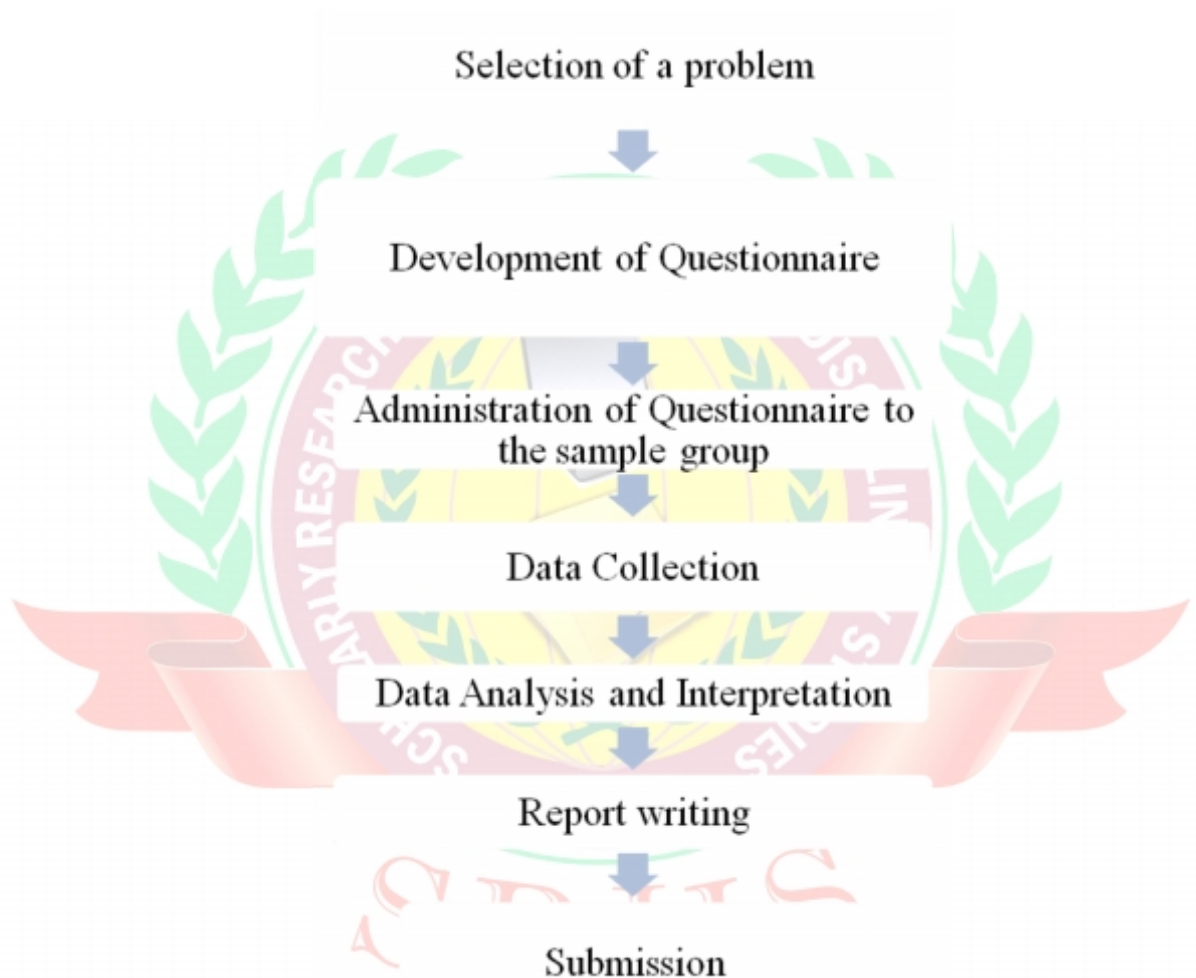 Selection of a problem
Development of Questionnaire
Administration of Questionnaire to
the sample group
Data Collection
Data Analysis and Interpretation
Report writing
Submission